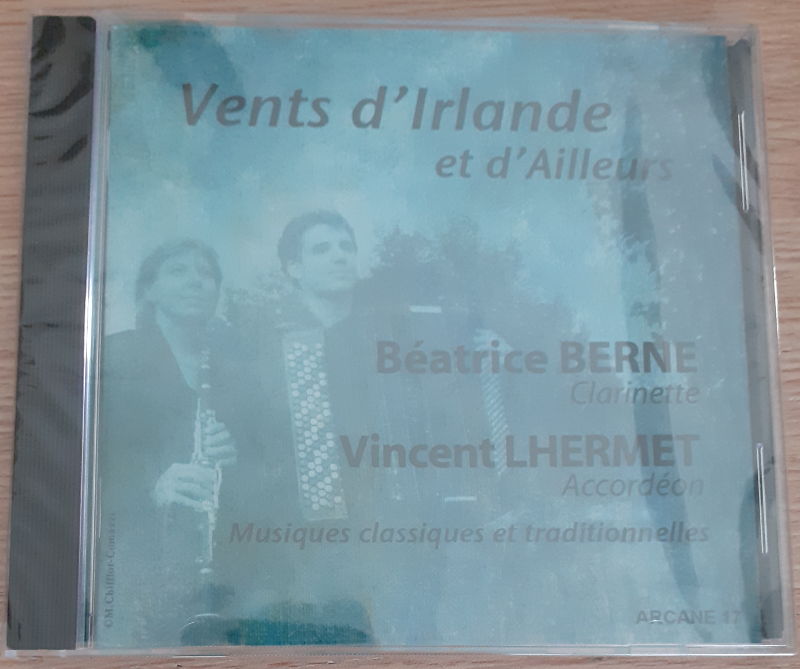 Vents d'Irlande
et d'Ailleurs
Béatrice BERNE
Clarinette
Vincent LHERMET
Accordéon
Musiques classiques et traditionnelles
ARCANE 17